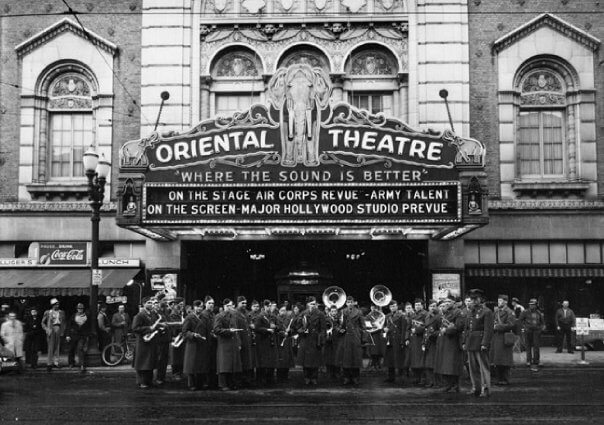 ORIENTAL THEATRE
"WHERE THE SOUND IS BETTER"
ON THE STAGE AIR CORPS REVUE-ARMY TALENT
ON THE SCREEN-MAJOR HOLLYWOOD STUDIO PREVUE
DRINK
Coca-Cola
LUNCH